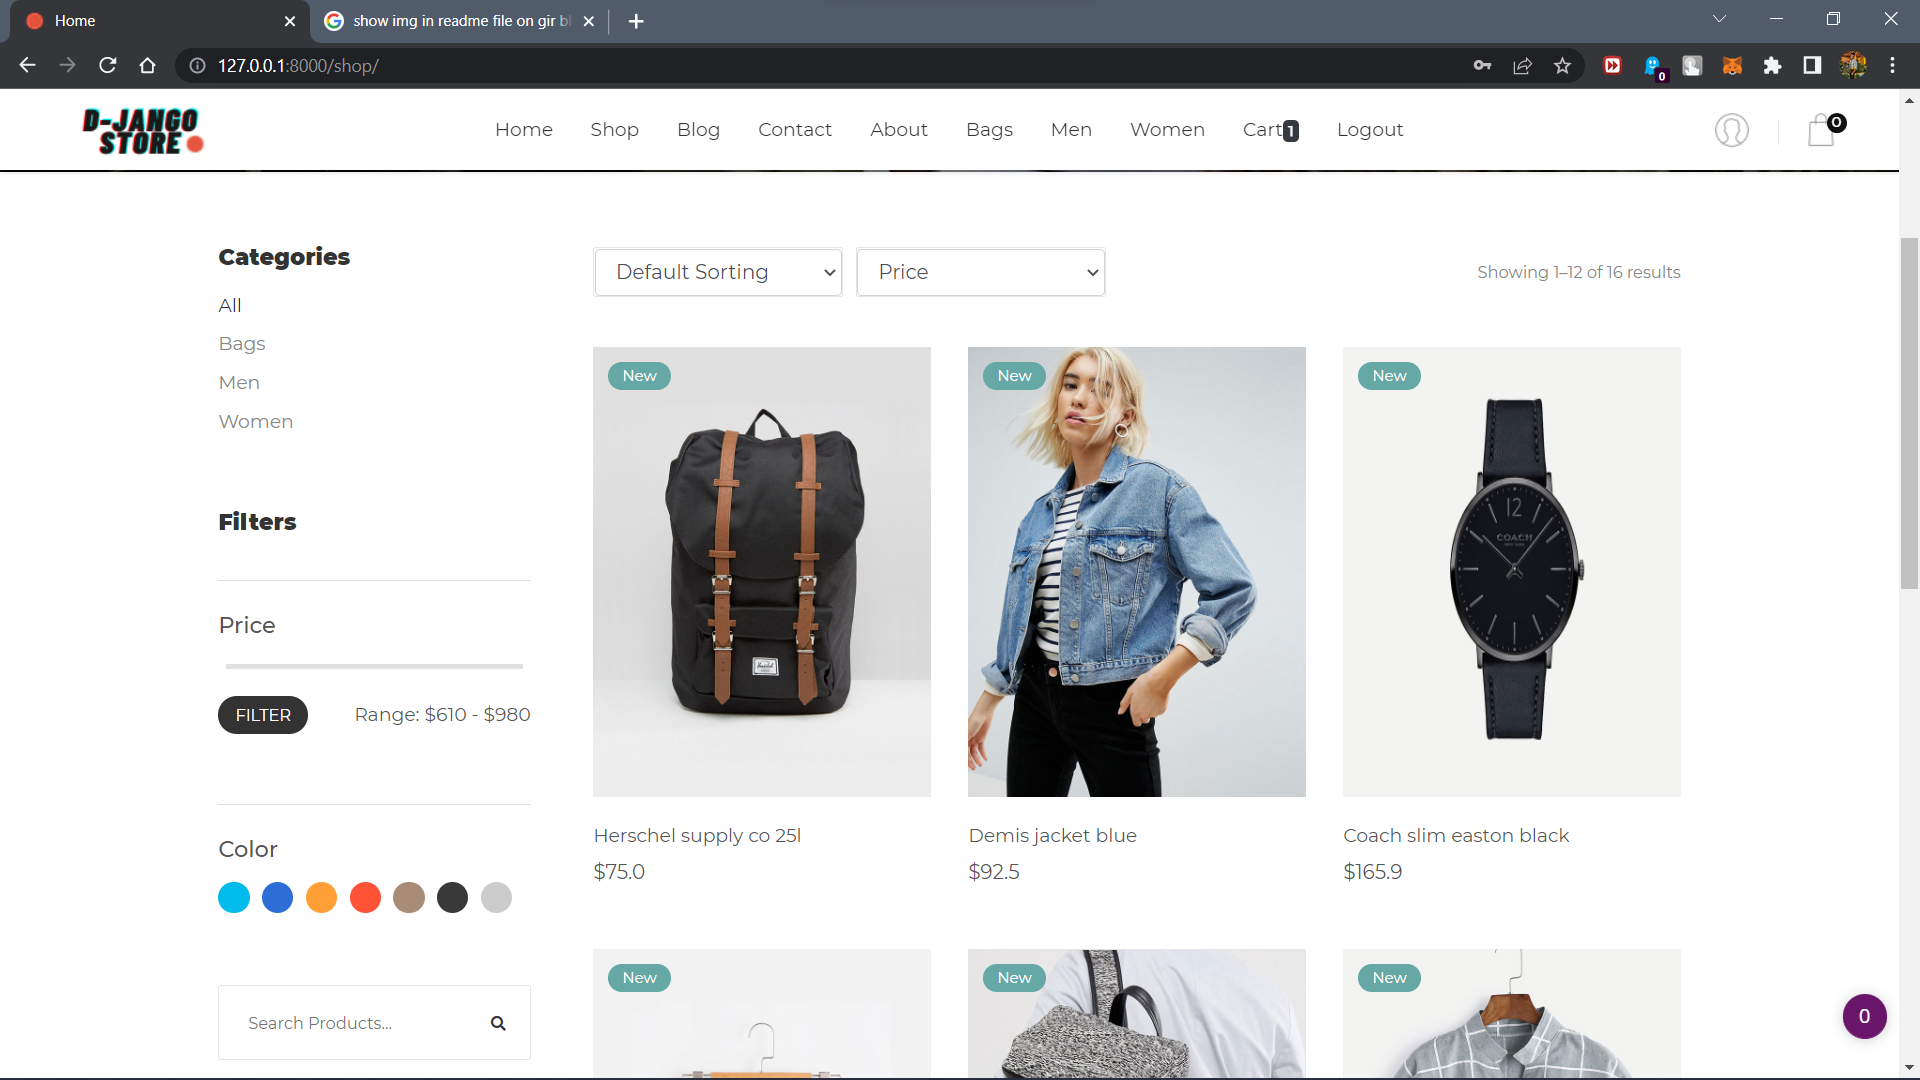 Home
show img in readme file on gir b
127.0.0.1:8000/shop/
0
D-JANGO
STORE
Home Shop Blog Contact About Bags Men Women Cart 1 Logout
0
Categories
All
Bags
Men
Women
Default Sorting
Price
Showing 1–12 of 16 results
Filters
Price
FILTER
Range: $610 - $980
Color
Search Products...
New
New
New
12
COACH
Herschel
Herschel supply co 25l
$75.0
Demis jacket blue
$92.5
Coach slim easton black
$165.9
New
New
New
0